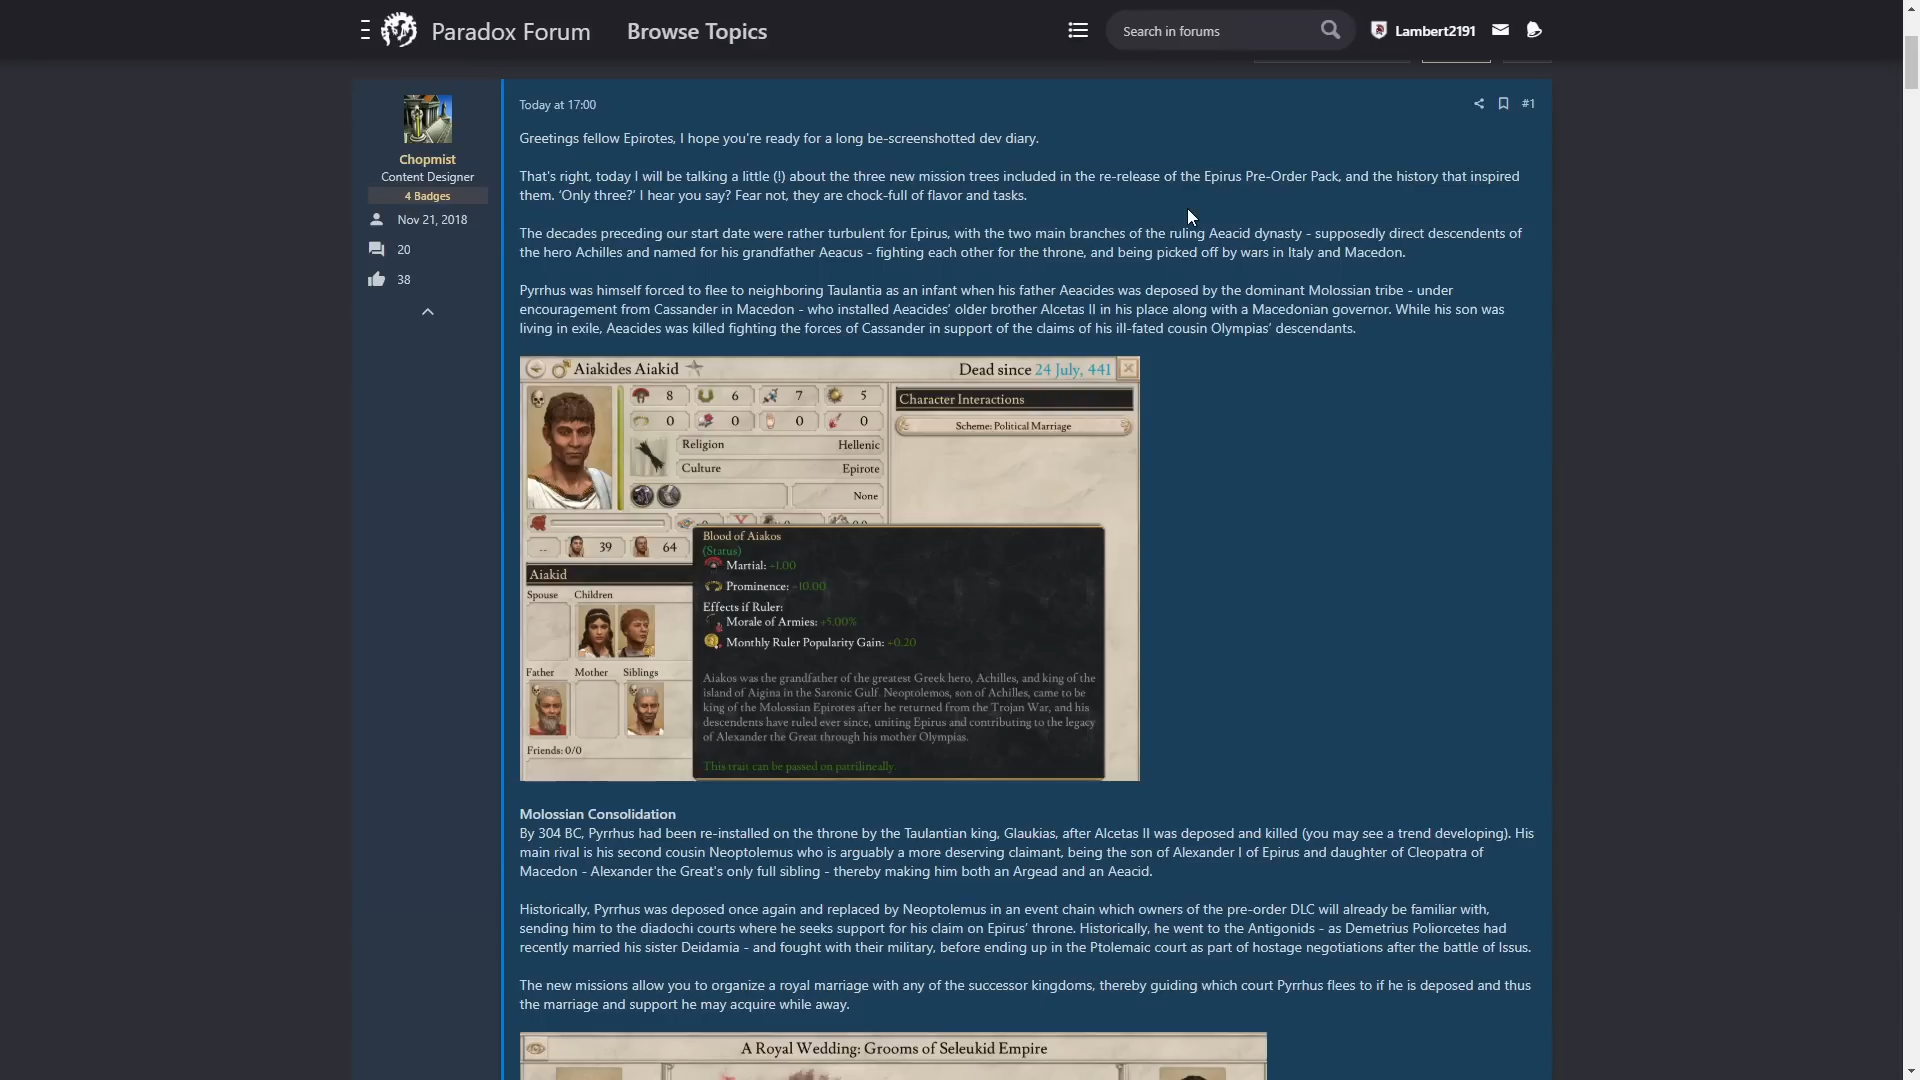 Paradox Forum
Browse Topics
Search in forums
Lambert2191
Chopmist
Content Designer
4 Badges
Nov 21, 2018
20
38
Today at 17:00
#1
Greetings fellow Epirotes, I hope you're ready for a long be-screenshotted dev diary.
That's right, today I will be talking a little (!) about the three new mission trees included in the re-release of the Epirus Pre-Order Pack, and the history that inspired
them. 'Only three?' I hear you say? Fear not, they are chock-full of flavor and tasks.
The decades preceding our start date were rather turbulent for Epirus, with the two main branches of the ruling Aeacid dynasty - supposedly direct descendents of
the hero Achilles and named for his grandfather Aeacus - fighting each other for the throne, and being picked off by wars in Italy and Macedon.
Pyrrhus was himself forced to flee to neighboring Taulantia as an infant when his father Aeacides was deposed by the dominant Molossian tribe - under
encouragement from Cassander in Macedon - who installed Aeacides' older brother Alcetas II in his place along with a Macedonian governor. While his son was
living in exile, Aeacides was killed fighting the forces of Cassander in support of the claims of his ill-fated cousin Olympias' descendants.
Aiakides Aiakid
Dead since 24 July, 441
8 6 7 5
0 0 0 0
Religion Hellenic
Culture Epirote
None
Character Interactions
Scheme: Political Marriage
-- 39 64
Aiakid
Spouse Children
Father Mother Siblings
Friends: 0/0
Blood of Aiakos
(Status)
Martial: +1.00
Prominence: +10.00
Effects if Ruler:
Morale of Armies: +5.00%
Monthly Ruler Popularity Gain: +0.20
Aiakos was the grandfather of the greatest Greek hero, Achilles, and king of the
island of Aigina in the Saronic Gulf. Neoptolemos, son of Achilles, came to be
king of the Molossian Epirotes after he returned from the Trojan War, and his
descendents have ruled ever since, uniting Epirus and contributing to the legacy
of Alexander the Great through his mother Olympias.
This trait can be passed on patrilineally.
Molossian Consolidation
By 304 BC, Pyrrhus had been re-installed on the throne by the Taulantian king, Glaukias, after Alcetas II was deposed and killed (you may see a trend developing). His
main rival is his second cousin Neoptolemus who is arguably a more deserving claimant, being the son of Alexander I of Epirus and daughter of Cleopatra of
Macedon - Alexander the Great's only full sibling - thereby making him both an Argead and an Aeacid.
Historically, Pyrrhus was deposed once again and replaced by Neoptolemus in an event chain which owners of the pre-order DLC will already be familiar with,
sending him to the diadochi courts where he seeks support for his claim on Epirus' throne. Historically, he went to the Antigonids - as Demetrius Poliorcetes had
recently married his sister Deidamia - and fought with their military, before ending up in the Ptolemaic court as part of hostage negotiations after the battle of Issus.
The new missions allow you to organize a royal marriage with any of the successor kingdoms, thereby guiding which court Pyrrhus flees to if he is deposed and thus
the marriage and support he may acquire while away.
A Royal Wedding: Grooms of Seleukid Empire